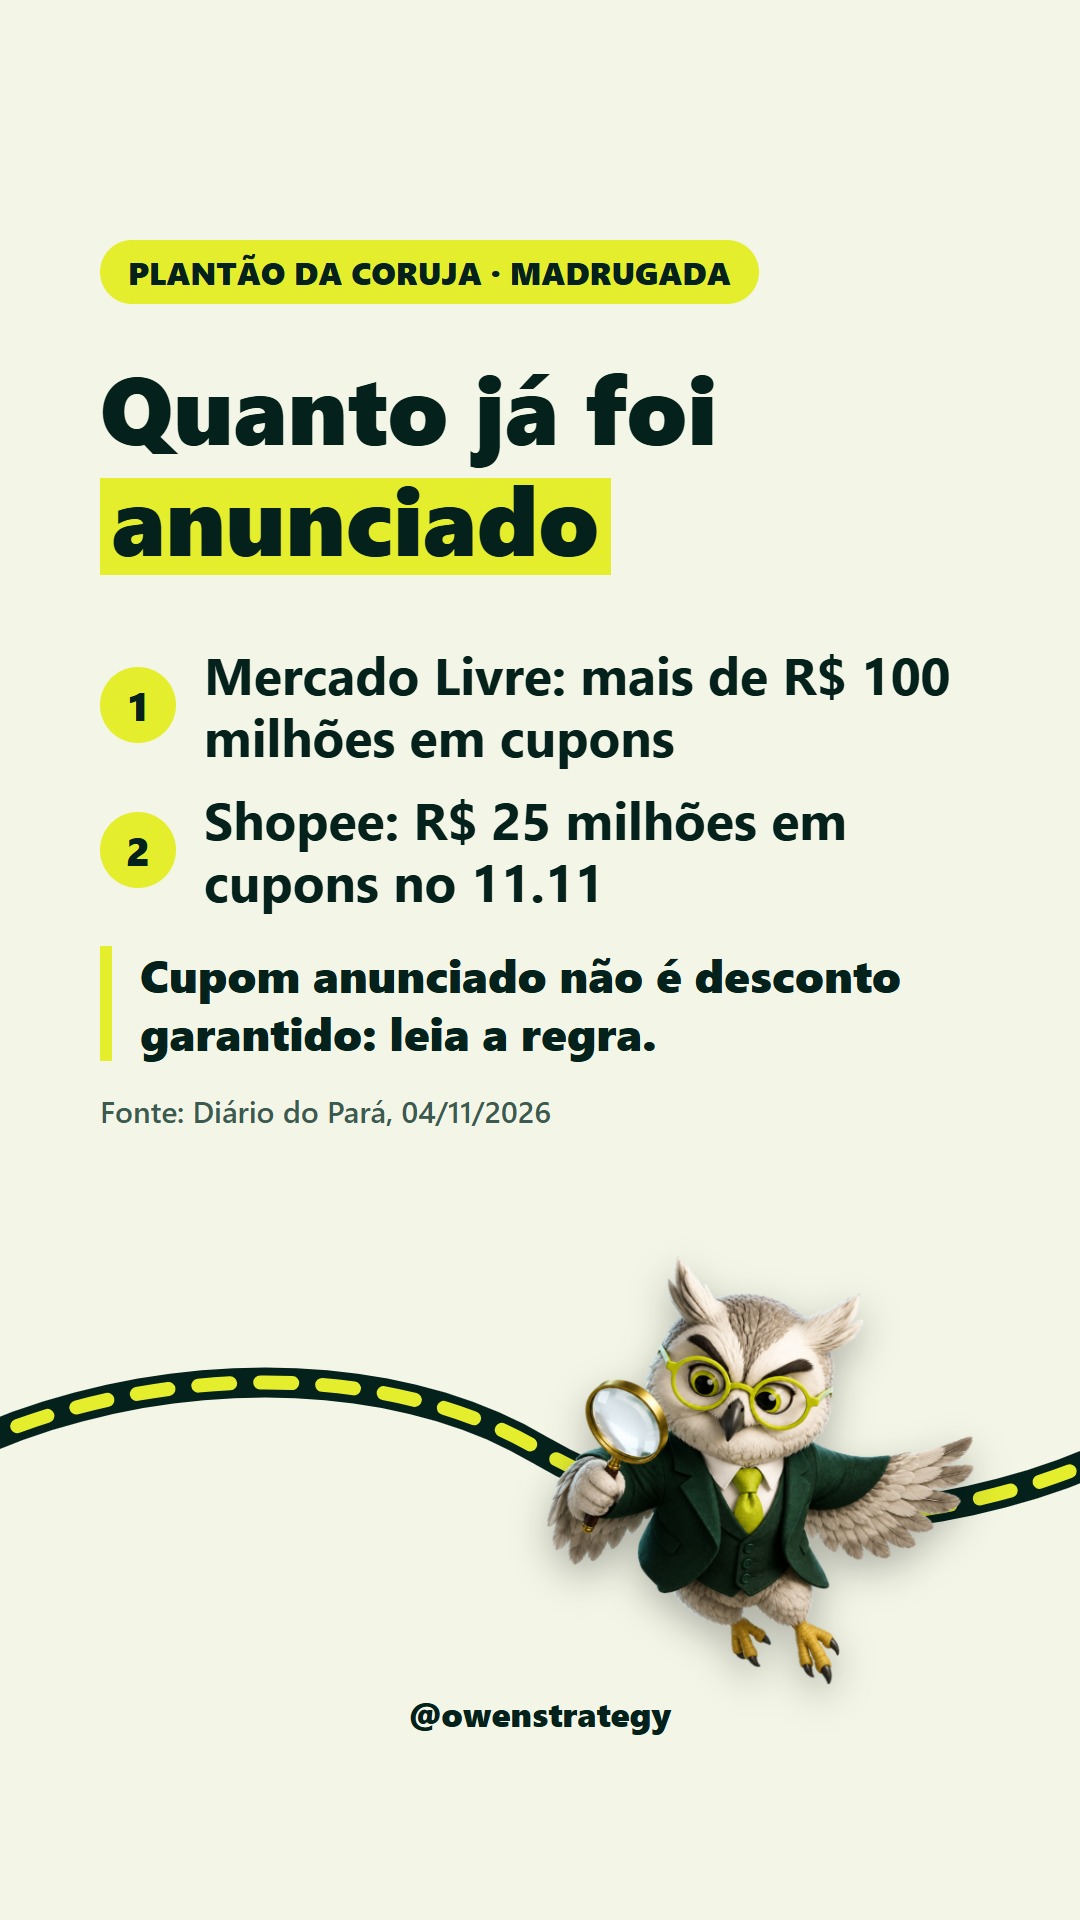 PLANTÃO DA CORUJA · MADRUGADA
Quanto já foi
anunciado
1 Mercado Livre: mais de R$ 100
milhões em cupons
2 Shopee: R$ 25 milhões em
cupons no 11.11
Cupom anunciado não é desconto
garantido: leia a regra.
Fonte: Diário do Pará, 04/11/2026
@owenstrategy